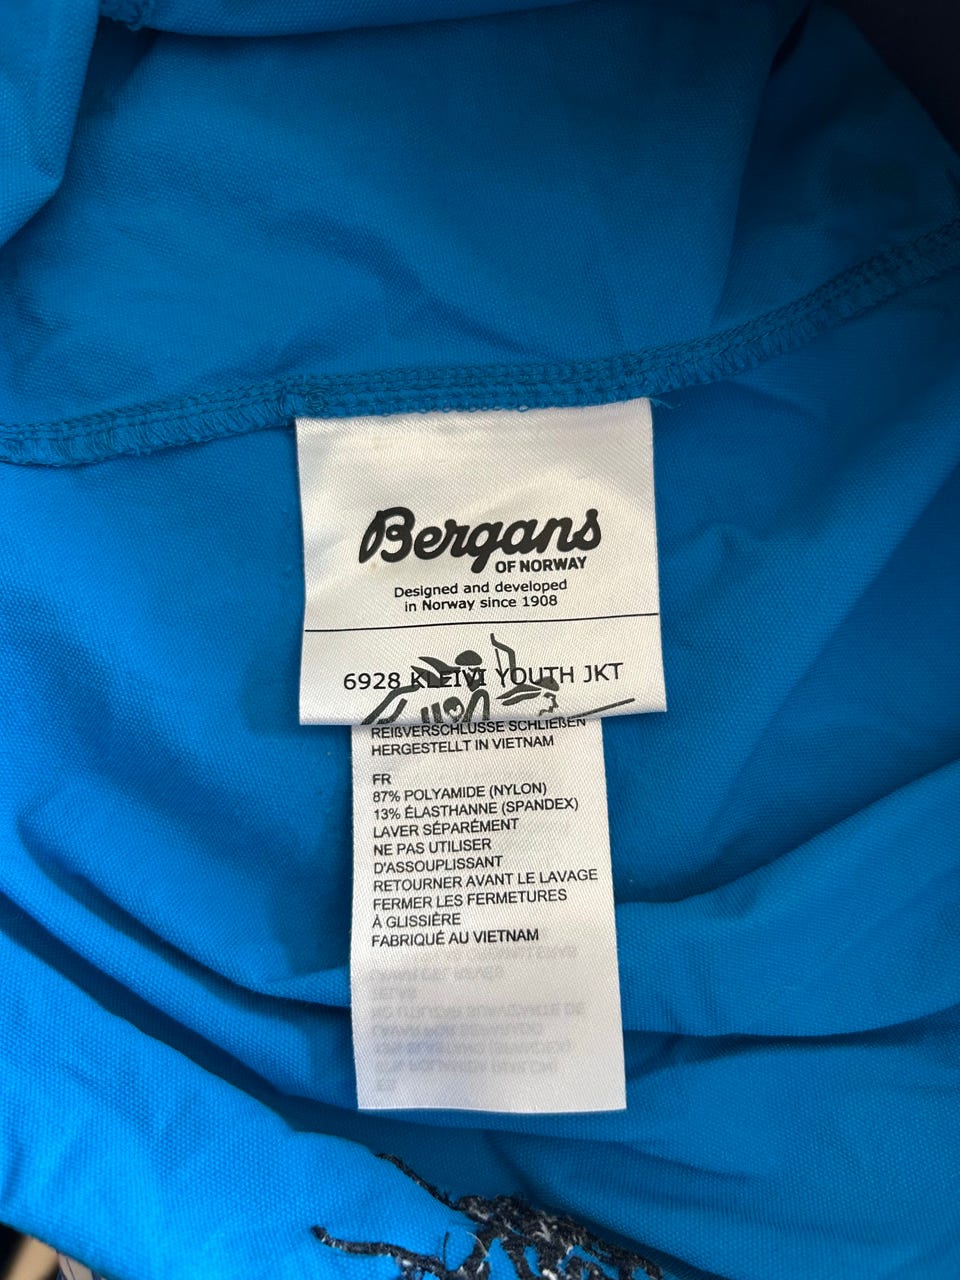 Bergans
OF NORWAY
Designed and developed
in Norway since 1908
6928 KLEIVI YOUTH JKT
REIßVERSCHLÜSSE SCHLIEßEN
HERGESTELLT IN VIETNAM
FR
87% POLYAMIDE (NYLON)
13% ÉLASTHANNE (SPANDEX)
LAVER SÉPARÉMENT
NE PAS UTILISER
D'ASSOUPLISSANT
RETOURNER AVANT LE LAVAGE
FERMER LES FERMETURES
À GLISSIÈRE
FABRIQUÉ AU VIETNAM